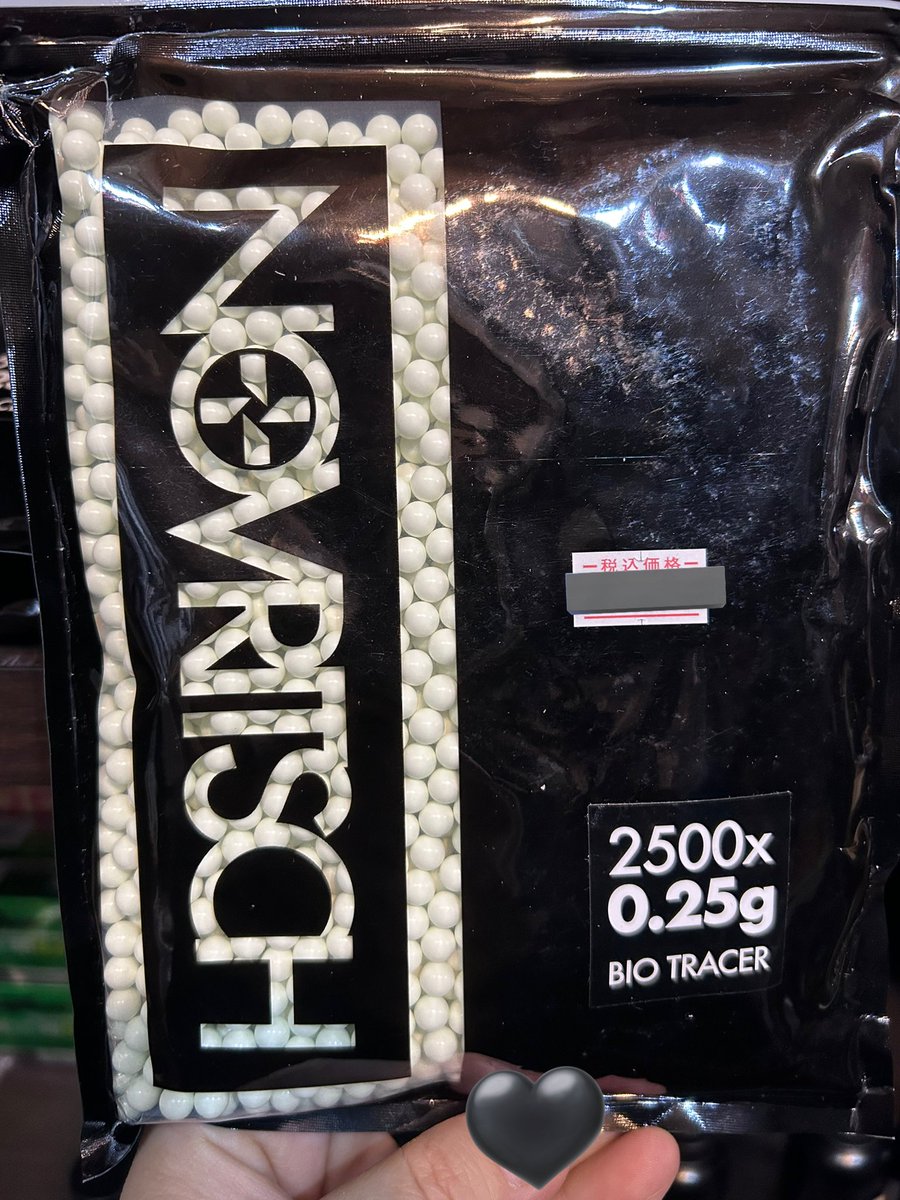 NOVRITSCH
税込価格
2500x
0.25g
BIO TRACER